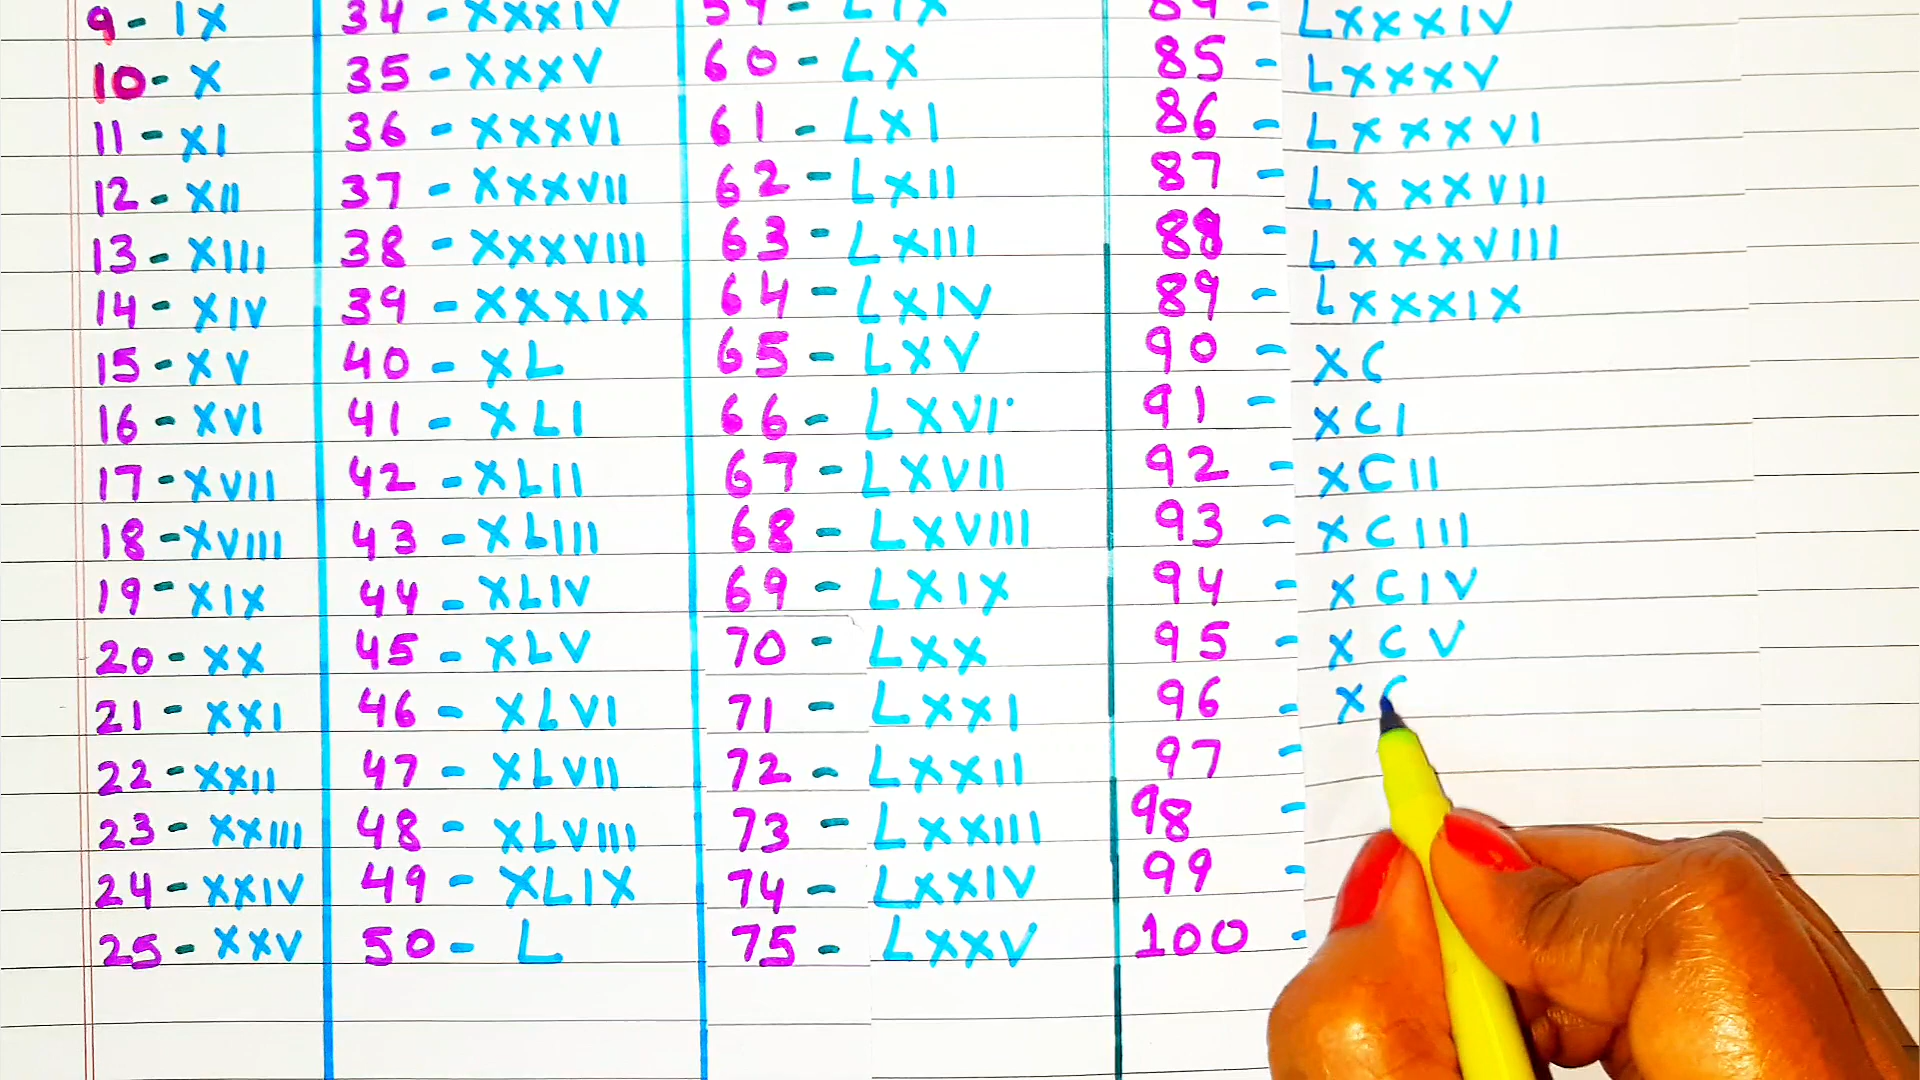 9- IX
10- X
11- XI
12- XII
13- XIII
14- XIV
15- XV
16- XVI
17- XVII
18- XVIII
19- XIX
20- XX
21- XXI
22- XXII
23- XXIII
24- XXIV
25- XXV
34- XXXIV
35- XXXV
36- XXXVI
37- XXXVII
38- XXXVIII
39- XXXIX
40- XL
41- XLI
42- XLII
43- XLIII
44- XLIV
45- XLV
46- XLVI
47- XLVII
48- XLVIII
49- XLIX
50- L
59- LIX
60- LX
61- LXI
62- LXII
63- LXIII
64- LXIV
65- LXV
66- LXVI
67- LXVII
68- LXVIII
69- LXIX
70- LXX
71- LXXI
72- LXXII
73- LXXIII
74- LXXIV
75- LXXV
84- LXXXIV
85- LXXXV
86- LXXXVI
87- LXXXVII
88- LXXXVIII
89- LXXXIX
90- XC
91- XCI
92- XCII
93- XCIII
94- XCIV
95- XCV
96- XC
97-
98-
99-
100-